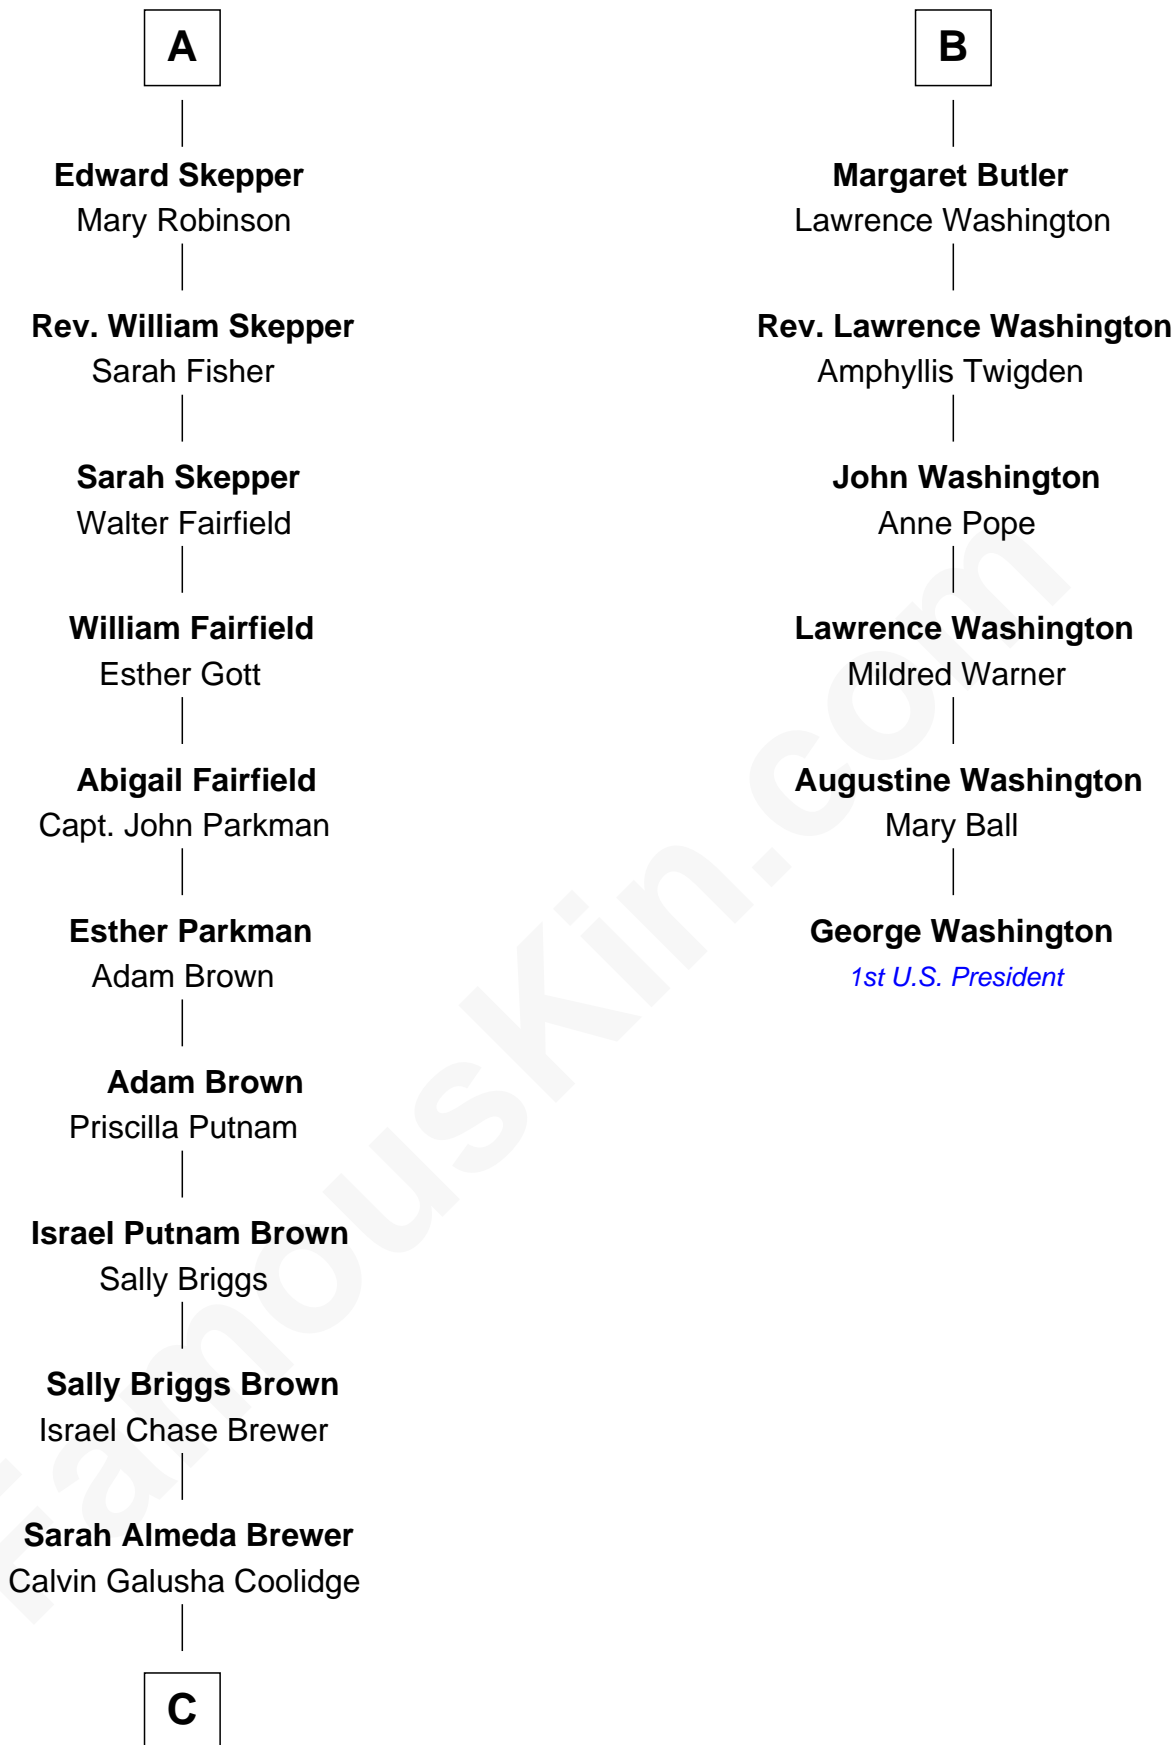 A
Edward Skepper
Mary Robinson
Rev. William Skepper
Sarah Fisher
Sarah Skepper
Walter Fairfield
William Fairfield
Esther Gott
Abigail Fairfield
Capt. John Parkman
Esther Parkman
Adam Brown
Adam Brown
Priscilla Putnam
Israel Putnam Brown
Sally Briggs
Sally Briggs Brown
Israel Chase Brewer
Sarah Almeda Brewer
Calvin Galusha Coolidge
C
B
Margaret Butler
Lawrence Washington
Rev. Lawrence Washington
Amphyllis Twigden
John Washington
Anne Pope
Lawrence Washington
Mildred Warner
Augustine Washington
Mary Ball
George Washington
1st U.S. President
FamousKin.com